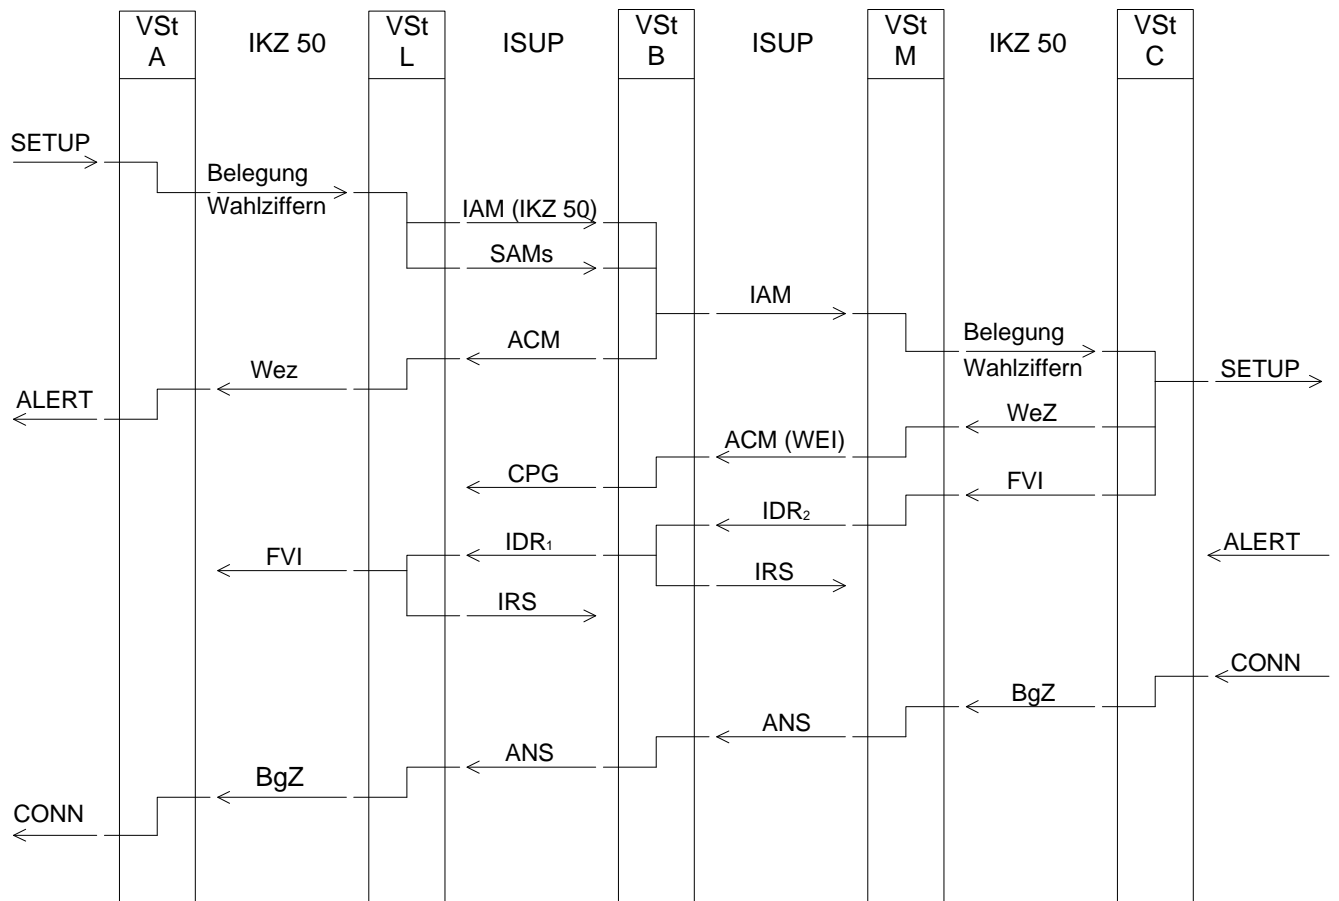 VSt
A
IKZ 50
VSt
L
ISUP
VSt
B
ISUP
VSt
M
IKZ 50
VSt
C
SETUP
Belegung
Wahlziffern
IAM (IKZ 50)
SAMs
IAM
ACM
Belegung
Wahlziffern
Wez
SETUP
ALERT
WeZ
ACM (WEI)
CPG
FVI
IDR₂
IDR₁
ALERT
FVI
IRS
IRS
CONN
BgZ
ANS
ANS
BgZ
CONN